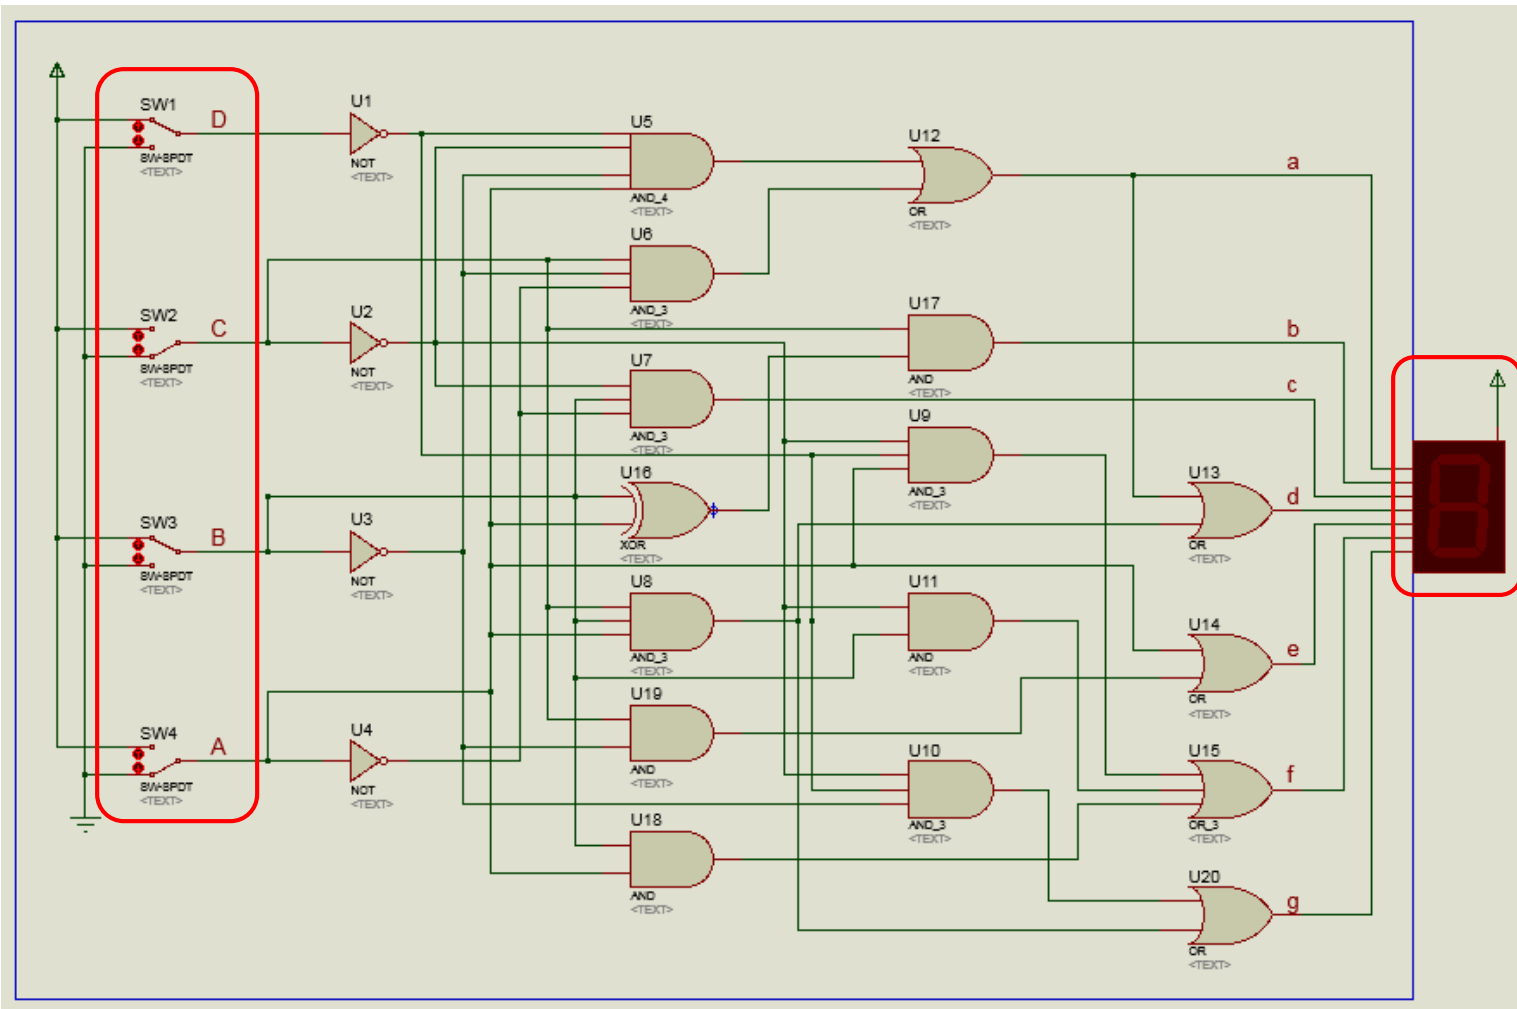 SW1
D
SW-SPDT
<TEXT>
U1
NOT
<TEXT>
U5
AND_4
<TEXT>
U12
OR
<TEXT>
a
U6
AND_3
<TEXT>
SW2
C
SW-SPDT
<TEXT>
U2
NOT
<TEXT>
U17
AND
<TEXT>
b
U7
AND_3
<TEXT>
c
U9
AND_3
<TEXT>
U16
XOR
<TEXT>
U13
OR
<TEXT>
d
SW3
B
SW-SPDT
<TEXT>
U3
NOT
<TEXT>
U8
AND_3
<TEXT>
U11
AND
<TEXT>
U14
OR
<TEXT>
e
U19
AND
<TEXT>
SW4
A
SW-SPDT
<TEXT>
U4
NOT
<TEXT>
U10
AND_3
<TEXT>
U15
OR_3
<TEXT>
f
U18
AND
<TEXT>
U20
OR
<TEXT>
g